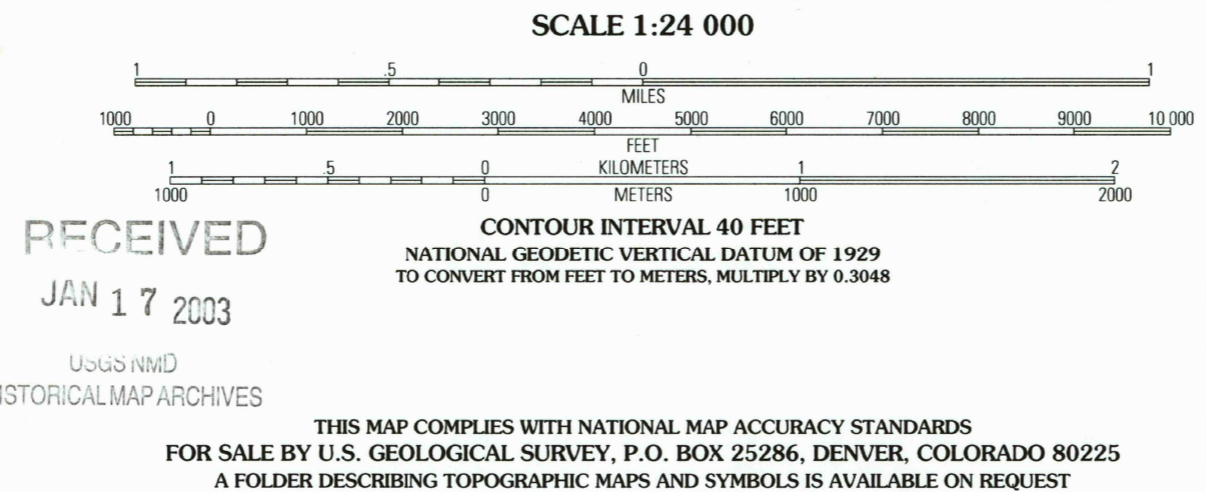 SCALE 1:24 000
1 .5 0 1
MILES
1000 0 1000 2000 3000 4000 5000 6000 7000 8000 9000 10 000
FEET
1 .5 0 KILOMETERS 1 2
1000 0 METERS 1000 2000
CONTOUR INTERVAL 40 FEET
NATIONAL GEODETIC VERTICAL DATUM OF 1929
TO CONVERT FROM FEET TO METERS, MULTIPLY BY 0.3048
RECEIVED
JAN 17 2003
USGS NMD
ISTORICAL MAP ARCHIVES
THIS MAP COMPLIES WITH NATIONAL MAP ACCURACY STANDARDS
FOR SALE BY U.S. GEOLOGICAL SURVEY, P.O. BOX 25286, DENVER, COLORADO 80225
A FOLDER DESCRIBING TOPOGRAPHIC MAPS AND SYMBOLS IS AVAILABLE ON REQUEST